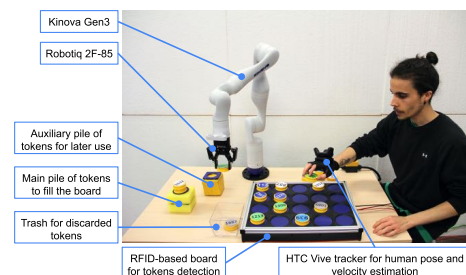 Kinova Gen3
Robotiq 2F-85
Auxiliary pile of
tokens for later use
Main pile of tokens
to fill the board
Trash for discarded
tokens
RFID-based board
for tokens detection
HTC Vive tracker for human pose and
velocity estimation